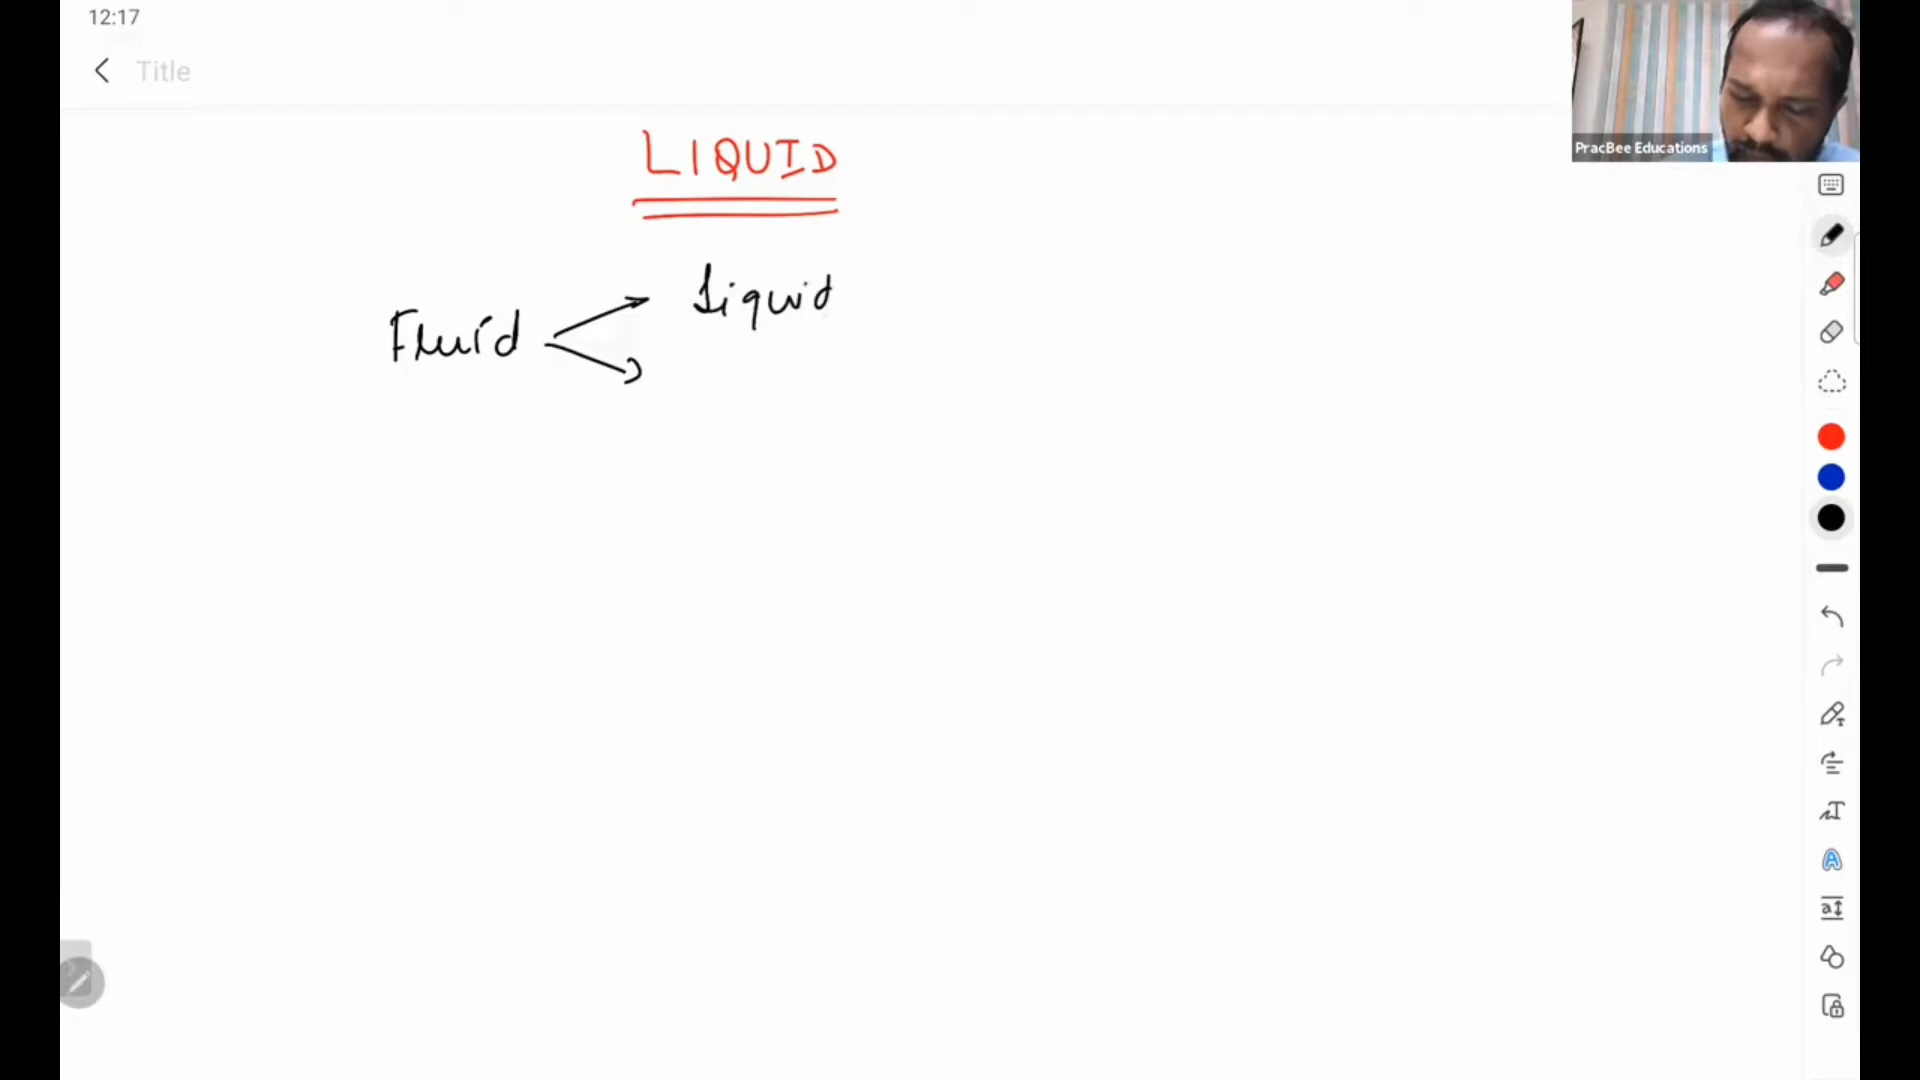 12:17
Title
PracBee Educations
LIQUID
Liquid
Fluid